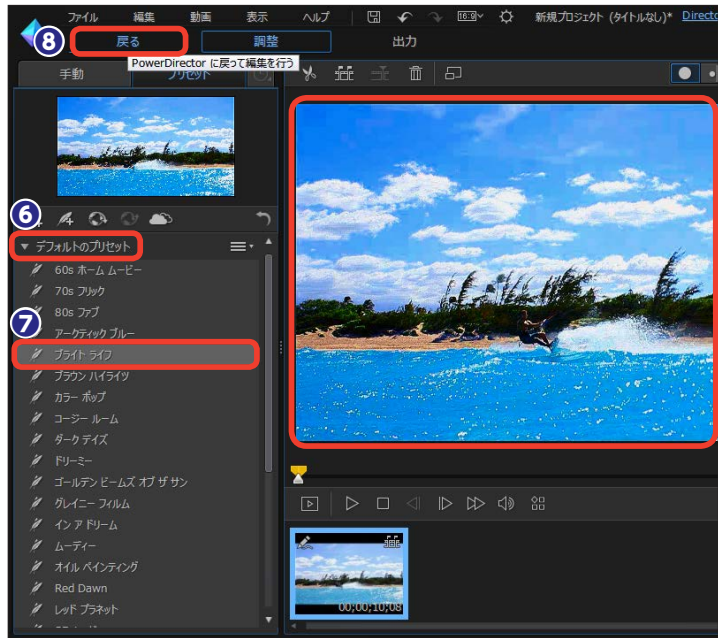 ファイル 編集 動画 表示 ヘルプ 16:9 新規プロジェクト (タイトルなし)*
8 戻る 調整 出力
PowerDirector に戻って編集を行う
手動 プリセット
6
デフォルトのプリセット
60s ホーム ムービー
70s フリック
80s ファブ
7
アークティック ブルー
ブライト ライフ
ブラウン ハイライツ
カラー ポップ
コージー ルーム
ダーク デイズ
ドリーミー
ゴールデン ビームズ オブ ザ サン
グレイニー フィルム
イン ア ドリーム
ムーディー
オイル ペインティング
Red Dawn
レッド プラネット
00;00;10;08